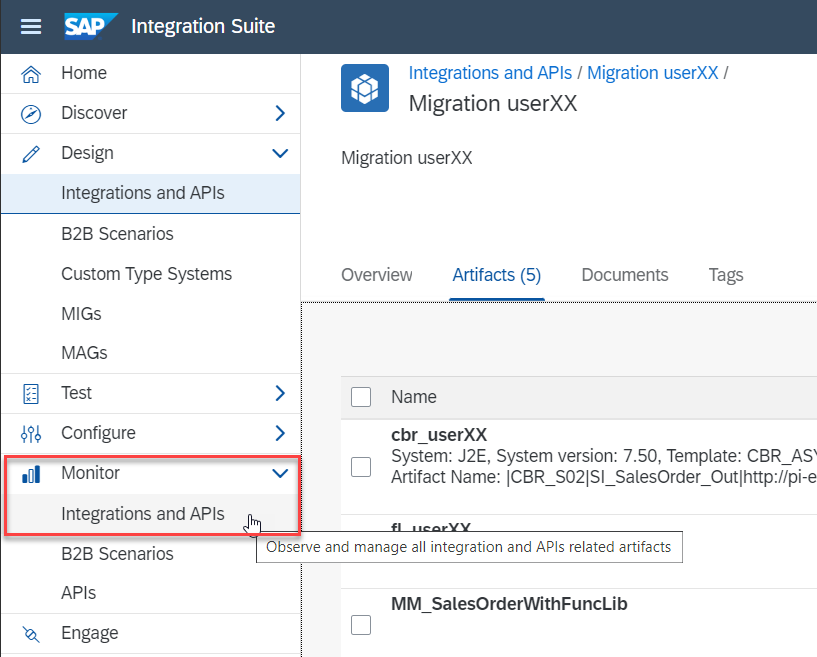 SAP Integration Suite
Home
Discover
Design
Integrations and APIs
B2B Scenarios
Custom Type Systems
MIGs
MAGs
Test
Configure
Monitor
Integrations and APIs
B2B Scenarios
APIs
Engage
Integrations and APIs / Migration userXX /
Migration userXX
Migration userXX
Overview
Artifacts (5)
Documents
Tags
Name
cbr_userXX
System: J2E, System version: 7.50, Template: CBR_ASY
Artifact Name: |CBR_S02|SI_SalesOrder_Out|http://pi-e
fl_userXX
Observe and manage all integration and APIs related artifacts
MM_SalesOrderWithFuncLib